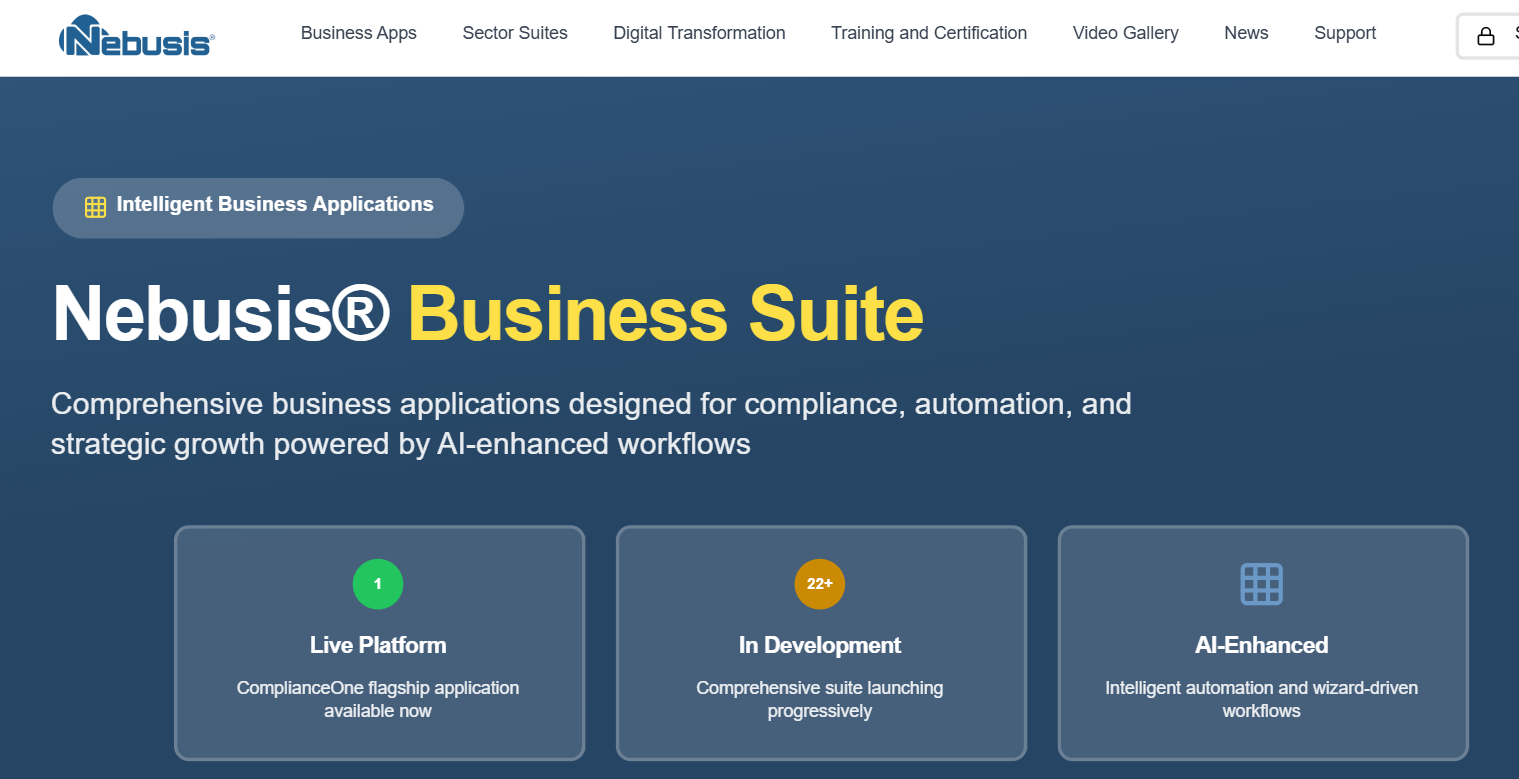 Nebusis®
Business Apps
Sector Suites
Digital Transformation
Training and Certification
Video Gallery
News
Support
Intelligent Business Applications
Nebusis® Business Suite
Comprehensive business applications designed for compliance, automation, and
strategic growth powered by AI-enhanced workflows
1
Live Platform
ComplianceOne flagship application
available now
22+
In Development
Comprehensive suite launching
progressively
AI-Enhanced
Intelligent automation and wizard-driven
workflows